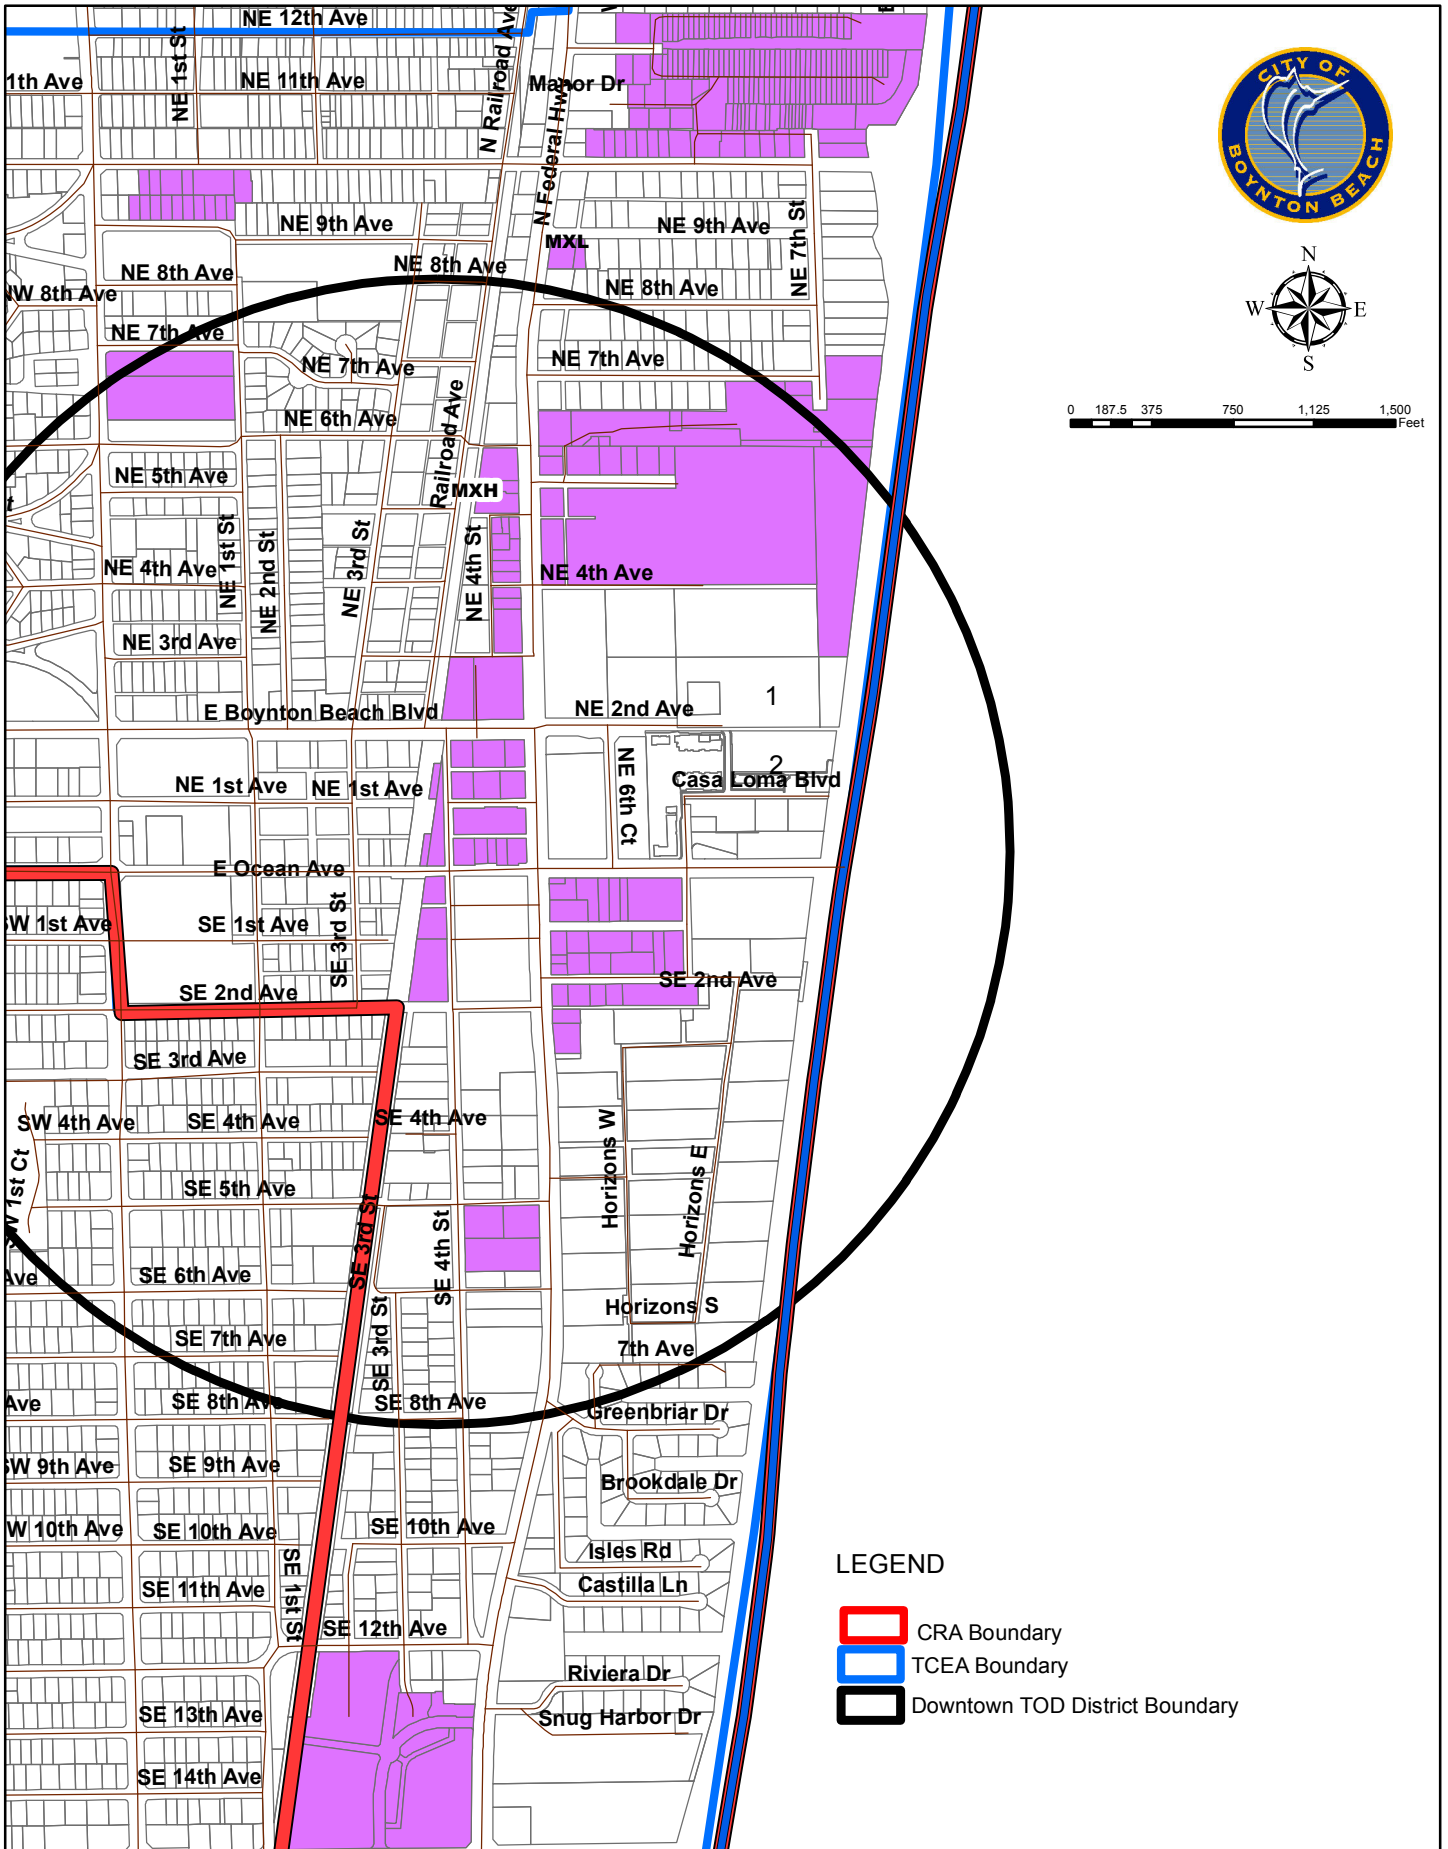 NE 12th Ave
NE 1st St
N Railroad Ave
1th Ave
NE 11th Ave
Manor Dr
N Federal Hwy
CITY OF
BOYNTON BEACH
NE 9th Ave
NE 9th Ave
NE 7th St
MXL
N
W
E
S
NE 8th Ave
NE 8th Ave
NE 8th Ave
NW 8th Ave
NE 7th Ave
NE 7th Ave
NE 7th Ave
NE 6th Ave
Railroad Ave
0 187.5 375 750 1,125 1,500
Feet
NE 5th Ave
MXH
t
NE 1st St
NE 2nd St
NE 3rd St
NE 4th St
NE 4th Ave
NE 4th Ave
NE 3rd Ave
1
E Boynton Beach Blvd
NE 2nd Ave
2
NE 1st Ave
NE 1st Ave
NE 6th Ct
Casa Loma Blvd
E Ocean Ave
SW 1st Ave
SE 1st Ave
SE 3rd St
SE 2nd Ave
SE 2nd Ave
SE 3rd Ave
SW 4th Ave
SE 4th Ave
SE 4th Ave
SW 1st Ct
Horizons W
Horizons E
SE 5th Ave
SE 3rd St
SE 4th St
Ave
SE 6th Ave
Horizons S
SE 7th Ave
SE 3rd St
7th Ave
Ave
SE 8th Ave
SE 8th Ave
Greenbriar Dr
SW 9th Ave
SE 9th Ave
Brookdale Dr
W 10th Ave
SE 10th Ave
SE 10th Ave
Isles Rd
SE 1st St
SE 11th Ave
Castilla Ln
SE 12th Ave
LEGEND
CRA Boundary
TCEA Boundary
Downtown TOD District Boundary
Riviera Dr
SE 13th Ave
Snug Harbor Dr
SE 14th Ave